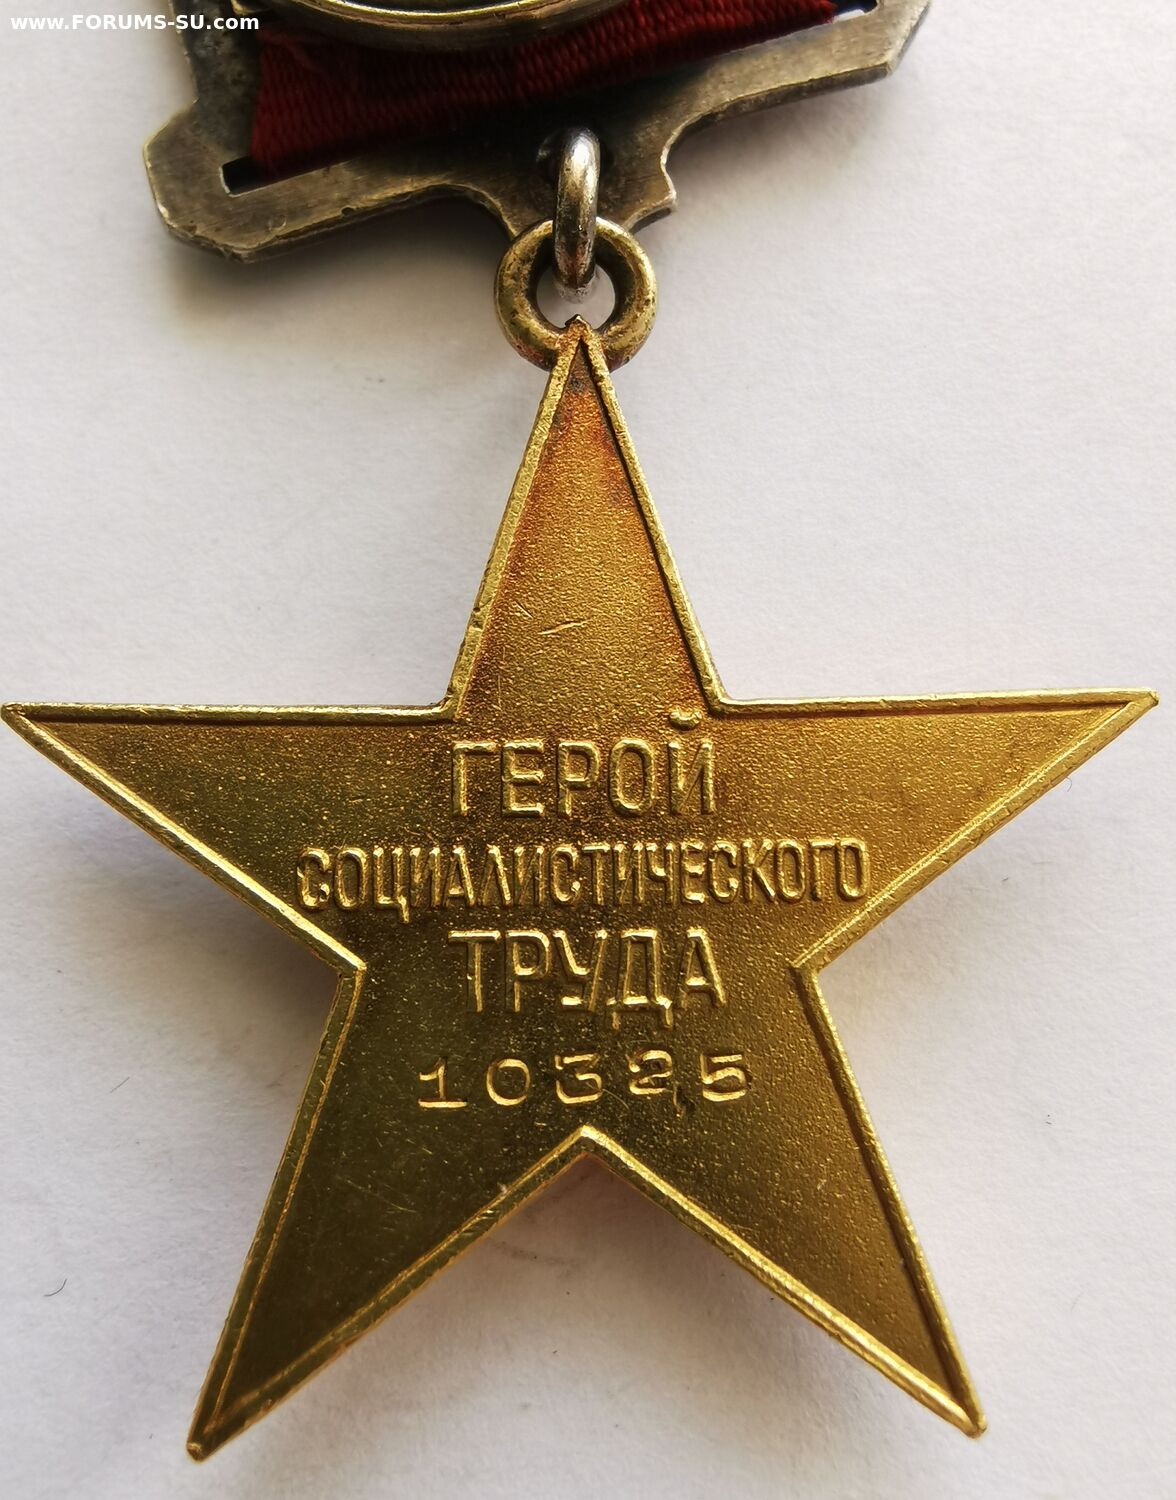 www.FORUMS-SU.com
ГЕРОЙ
СОЦИАЛИСТИЧЕСКОГО
ТРУДА
10325